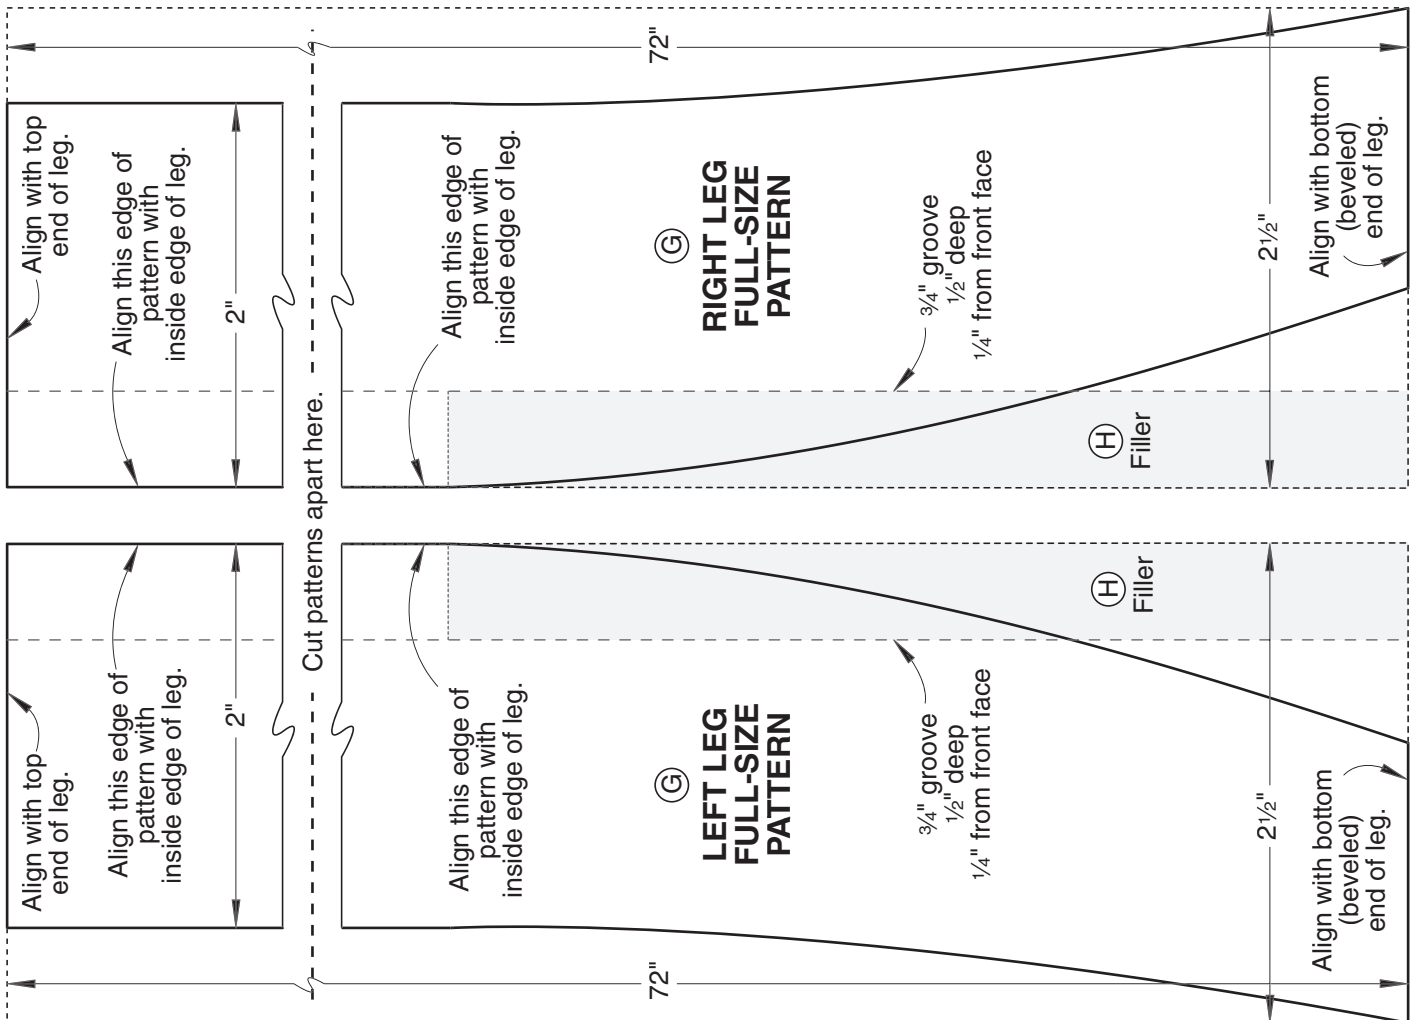 72"
Align with top
end of leg.
Align this edge of
pattern with
inside edge of leg.
2"
Align this edge of
pattern with
inside edge of leg.
G
RIGHT LEG
FULL-SIZE
PATTERN
3/4" groove
1/2" deep
1/4" from front face
2 1/2"
Align with bottom
(beveled)
end of leg.
H
Filler
Cut patterns apart here.
H
Filler
Align with top
end of leg.
Align this edge of
pattern with
inside edge of leg.
2"
Align this edge of
pattern with
inside edge of leg.
G
LEFT LEG
FULL-SIZE
PATTERN
3/4" groove
1/2" deep
1/4" from front face
2 1/2"
Align with bottom
(beveled)
end of leg.
72"